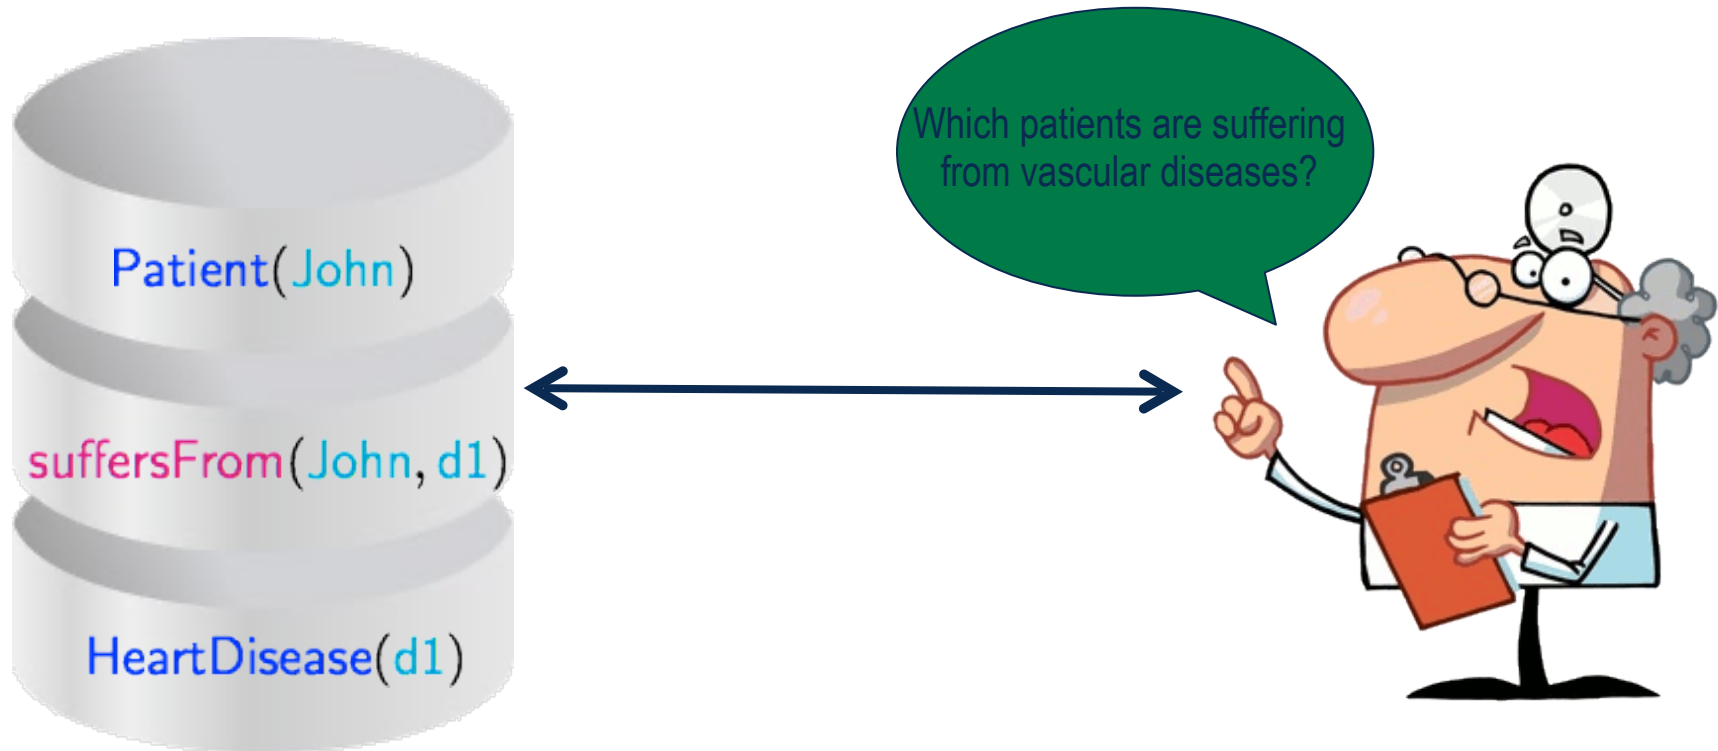 Patient(John)
suffersFrom(John, d1)
HeartDisease(d1)
Which patients are suffering
from vascular diseases?